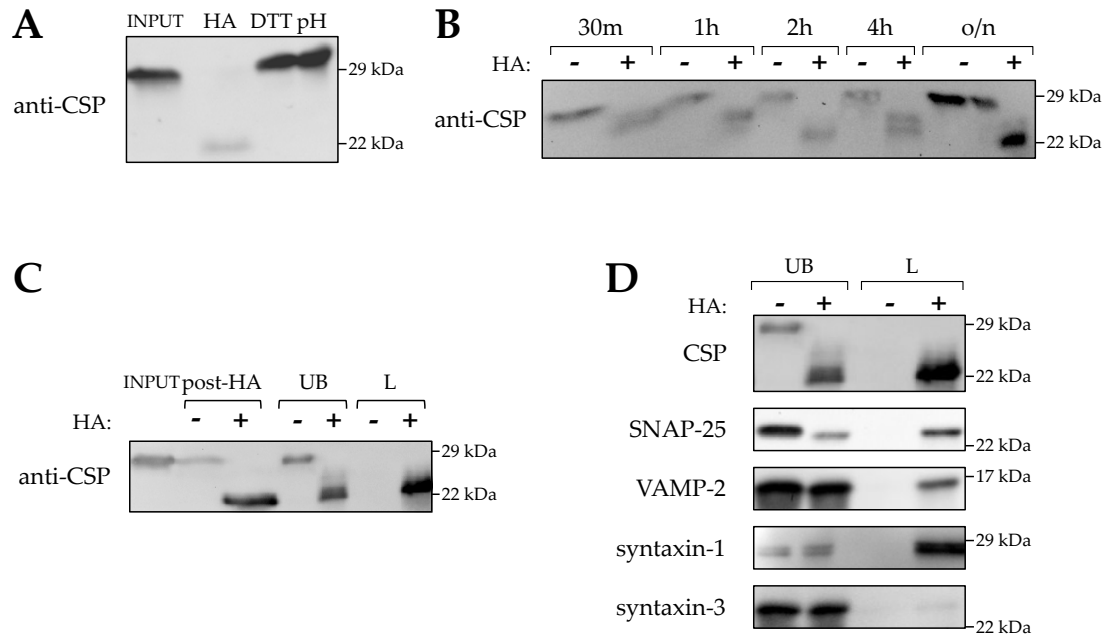 A
INPUT HA DTT pH
anti-CSP
29 kDa
22 kDa
B
30m 1h 2h 4h o/n
HA: - + - + - + - + - +
anti-CSP
29 kDa
22 kDa
C
INPUT post-HA UB L
HA: - + - + - +
anti-CSP
29 kDa
22 kDa
D
UB L
HA: - + - +
CSP
29 kDa
22 kDa
SNAP-25
22 kDa
VAMP-2
17 kDa
syntaxin-1
29 kDa
syntaxin-3
22 kDa